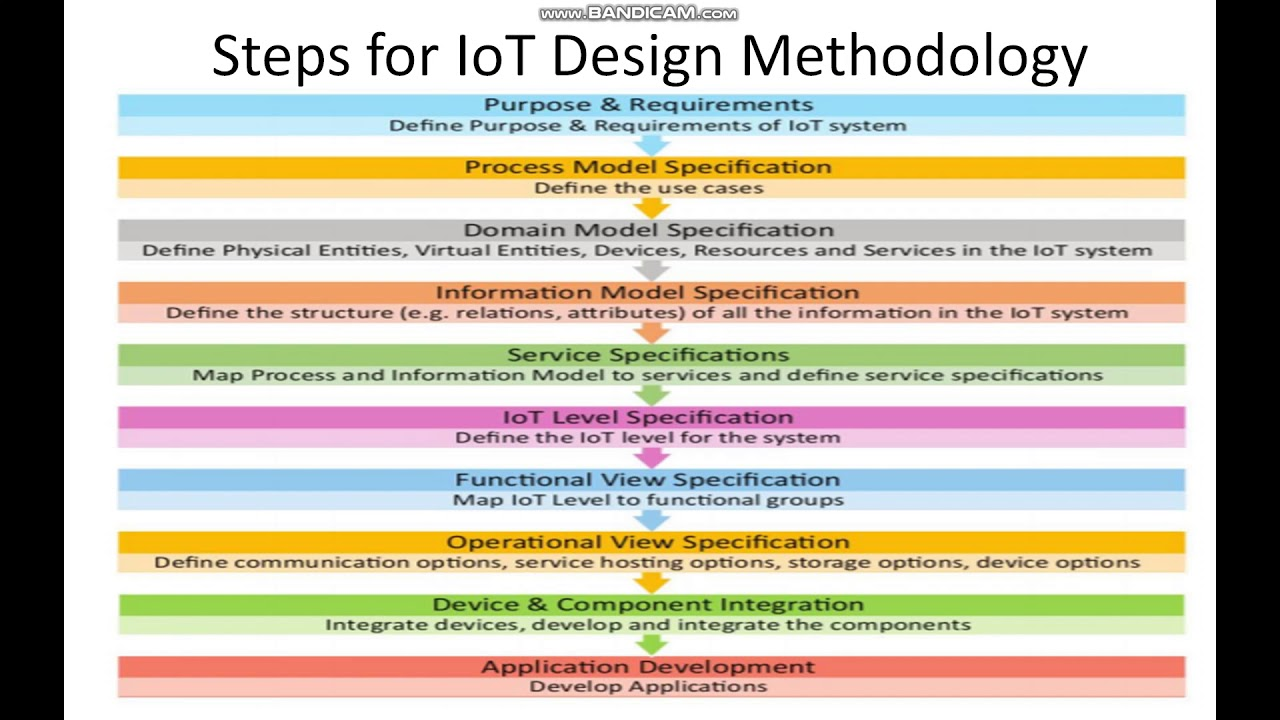 www.BANDICAM.com
Steps for IoT Design Methodology
Purpose & Requirements
Define Purpose & Requirements of IoT system
Process Model Specification
Define the use cases
Domain Model Specification
Define Physical Entities, Virtual Entities, Devices, Resources and Services in the IoT system
Information Model Specification
Define the structure (e.g. relations, attributes) of all the information in the IoT system
Service Specifications
Map Process and Information Model to services and define service specifications
IoT Level Specification
Define the IoT level for the system
Functional View Specification
Map IoT Level to functional groups
Operational View Specification
Define communication options, service hosting options, storage options, device options
Device & Component Integration
Integrate devices, develop and integrate the components
Application Development
Develop Applications